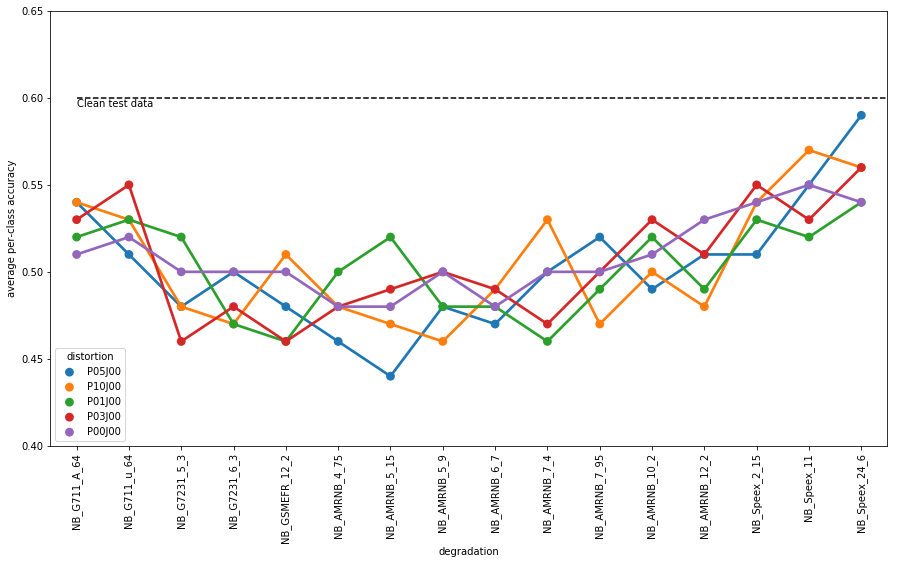 0.65
0.60
0.55
0.50
0.45
0.40
average per-class accuracy
Clean test data
distortion
P05J00
P10J00
P01J00
P03J00
P00J00
NB_G711_A_64
NB_G711_u_64
NB_G7231_5_3
NB_G7231_6_3
NB_GSMEFR_12_2
NB_AMRNB_4_75
NB_AMRNB_5_15
NB_AMRNB_5_9
NB_AMRNB_6_7
NB_AMRNB_7_4
NB_AMRNB_7_95
NB_AMRNB_10_2
NB_AMRNB_12_2
NB_Speex_2_15
NB_Speex_11
NB_Speex_24_6
degradation